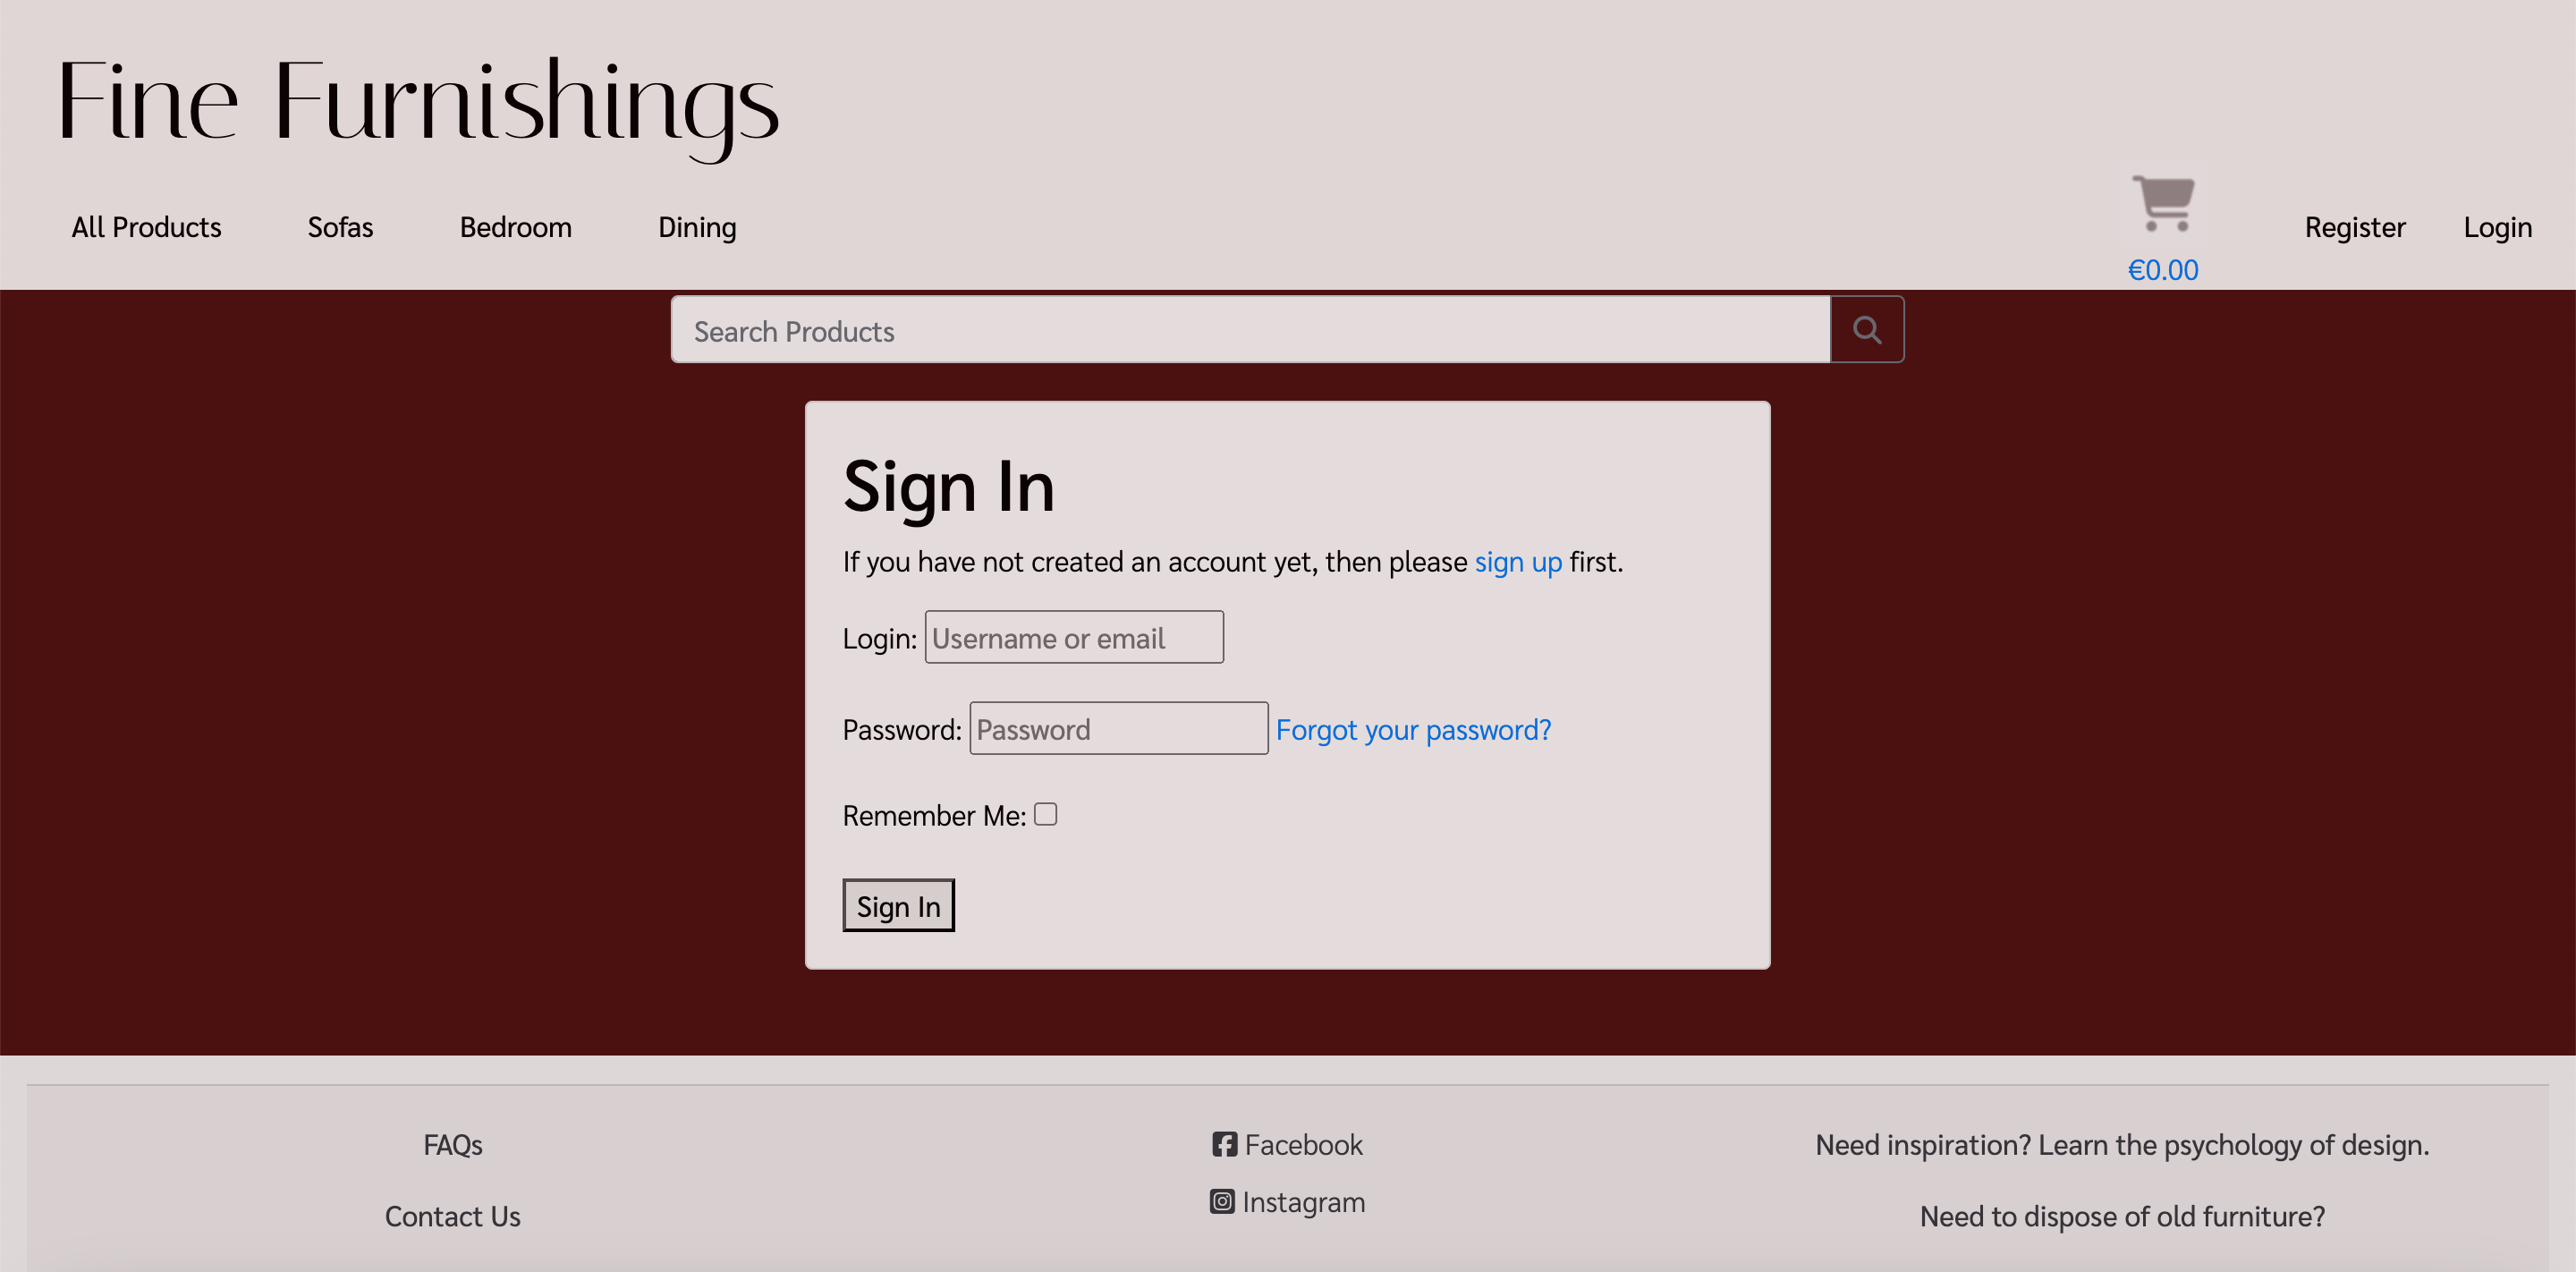 Fine Furnishings
All Products Sofas Bedroom Dining Register Login
€0.00
Search Products
Sign In
If you have not created an account yet, then please sign up first.
Login: Username or email
Password: Password Forgot your password?
Remember Me:
Sign In
FAQs Facebook Need inspiration? Learn the psychology of design.
Contact Us Instagram Need to dispose of old furniture?